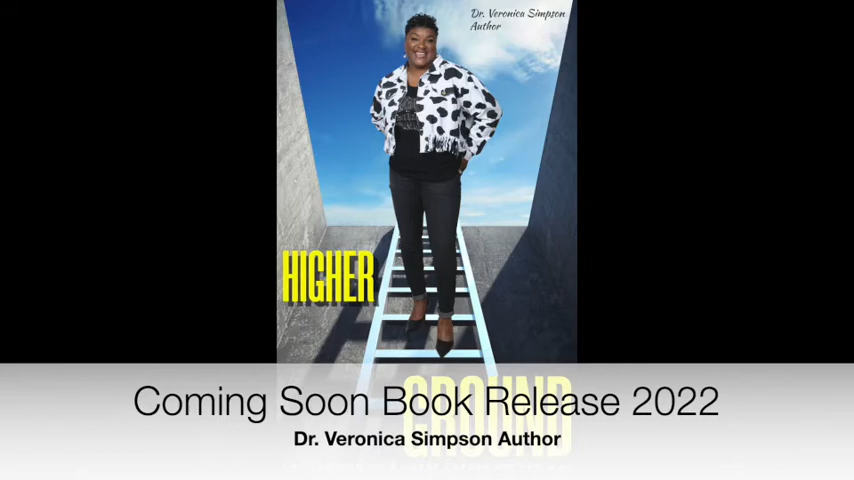 Dr. Veronica Simpson
Author
HIGHER
GROUND
Coming Soon Book Release 2022
Dr. Veronica Simpson Author